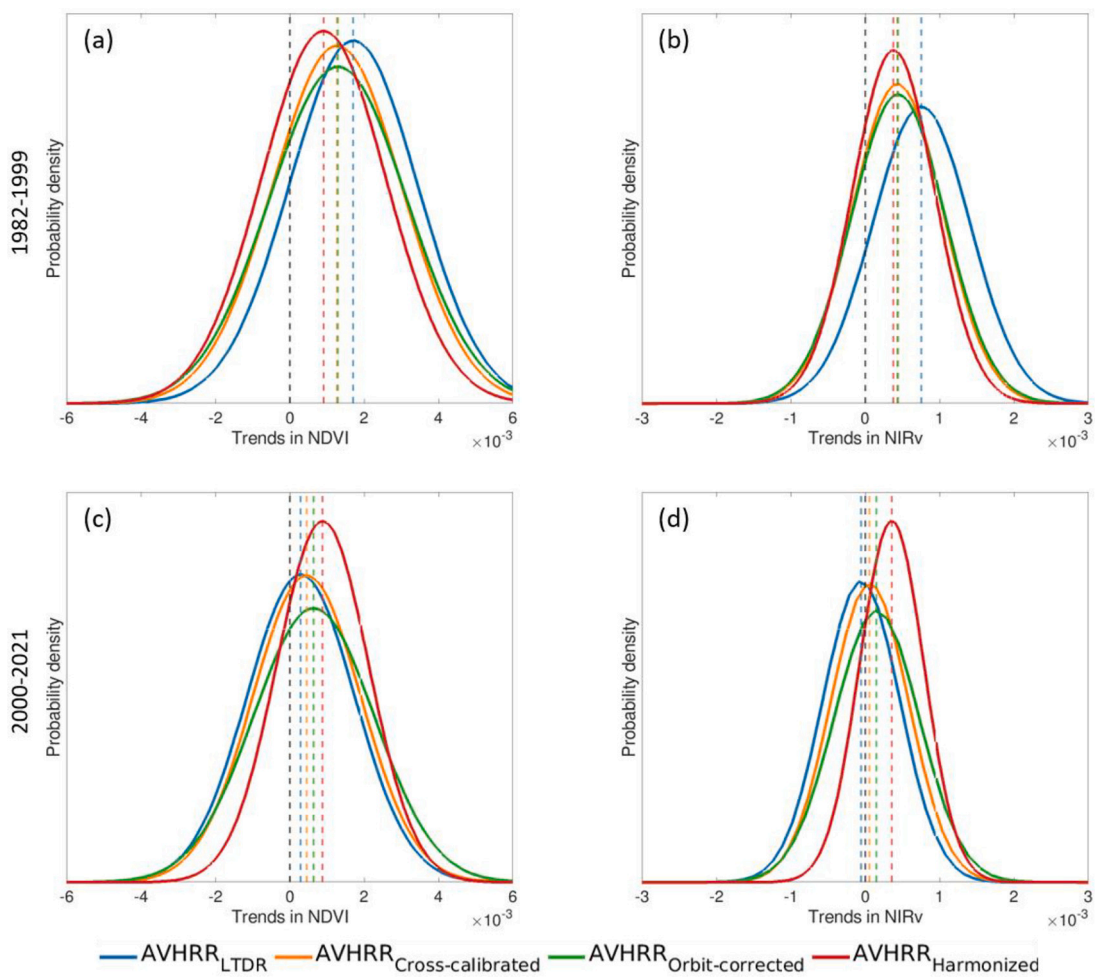 (a)
(b)
1982-1999
Probability density
Probability density
-6 -4 -2 0 2 4 6
Trends in NDVI
×10-3
-3 -2 -1 0 1 2 3
Trends in NIRv
×10-3
(c)
(d)
2000-2021
Probability density
Probability density
-6 -4 -2 0 2 4 6
Trends in NDVI
×10-3
-3 -2 -1 0 1 2 3
Trends in NIRv
×10-3
AVHRRLTDR AVHRRCross-calibrated AVHRROrbit-corrected AVHRRHarmonized